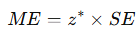 ME = z* × SE